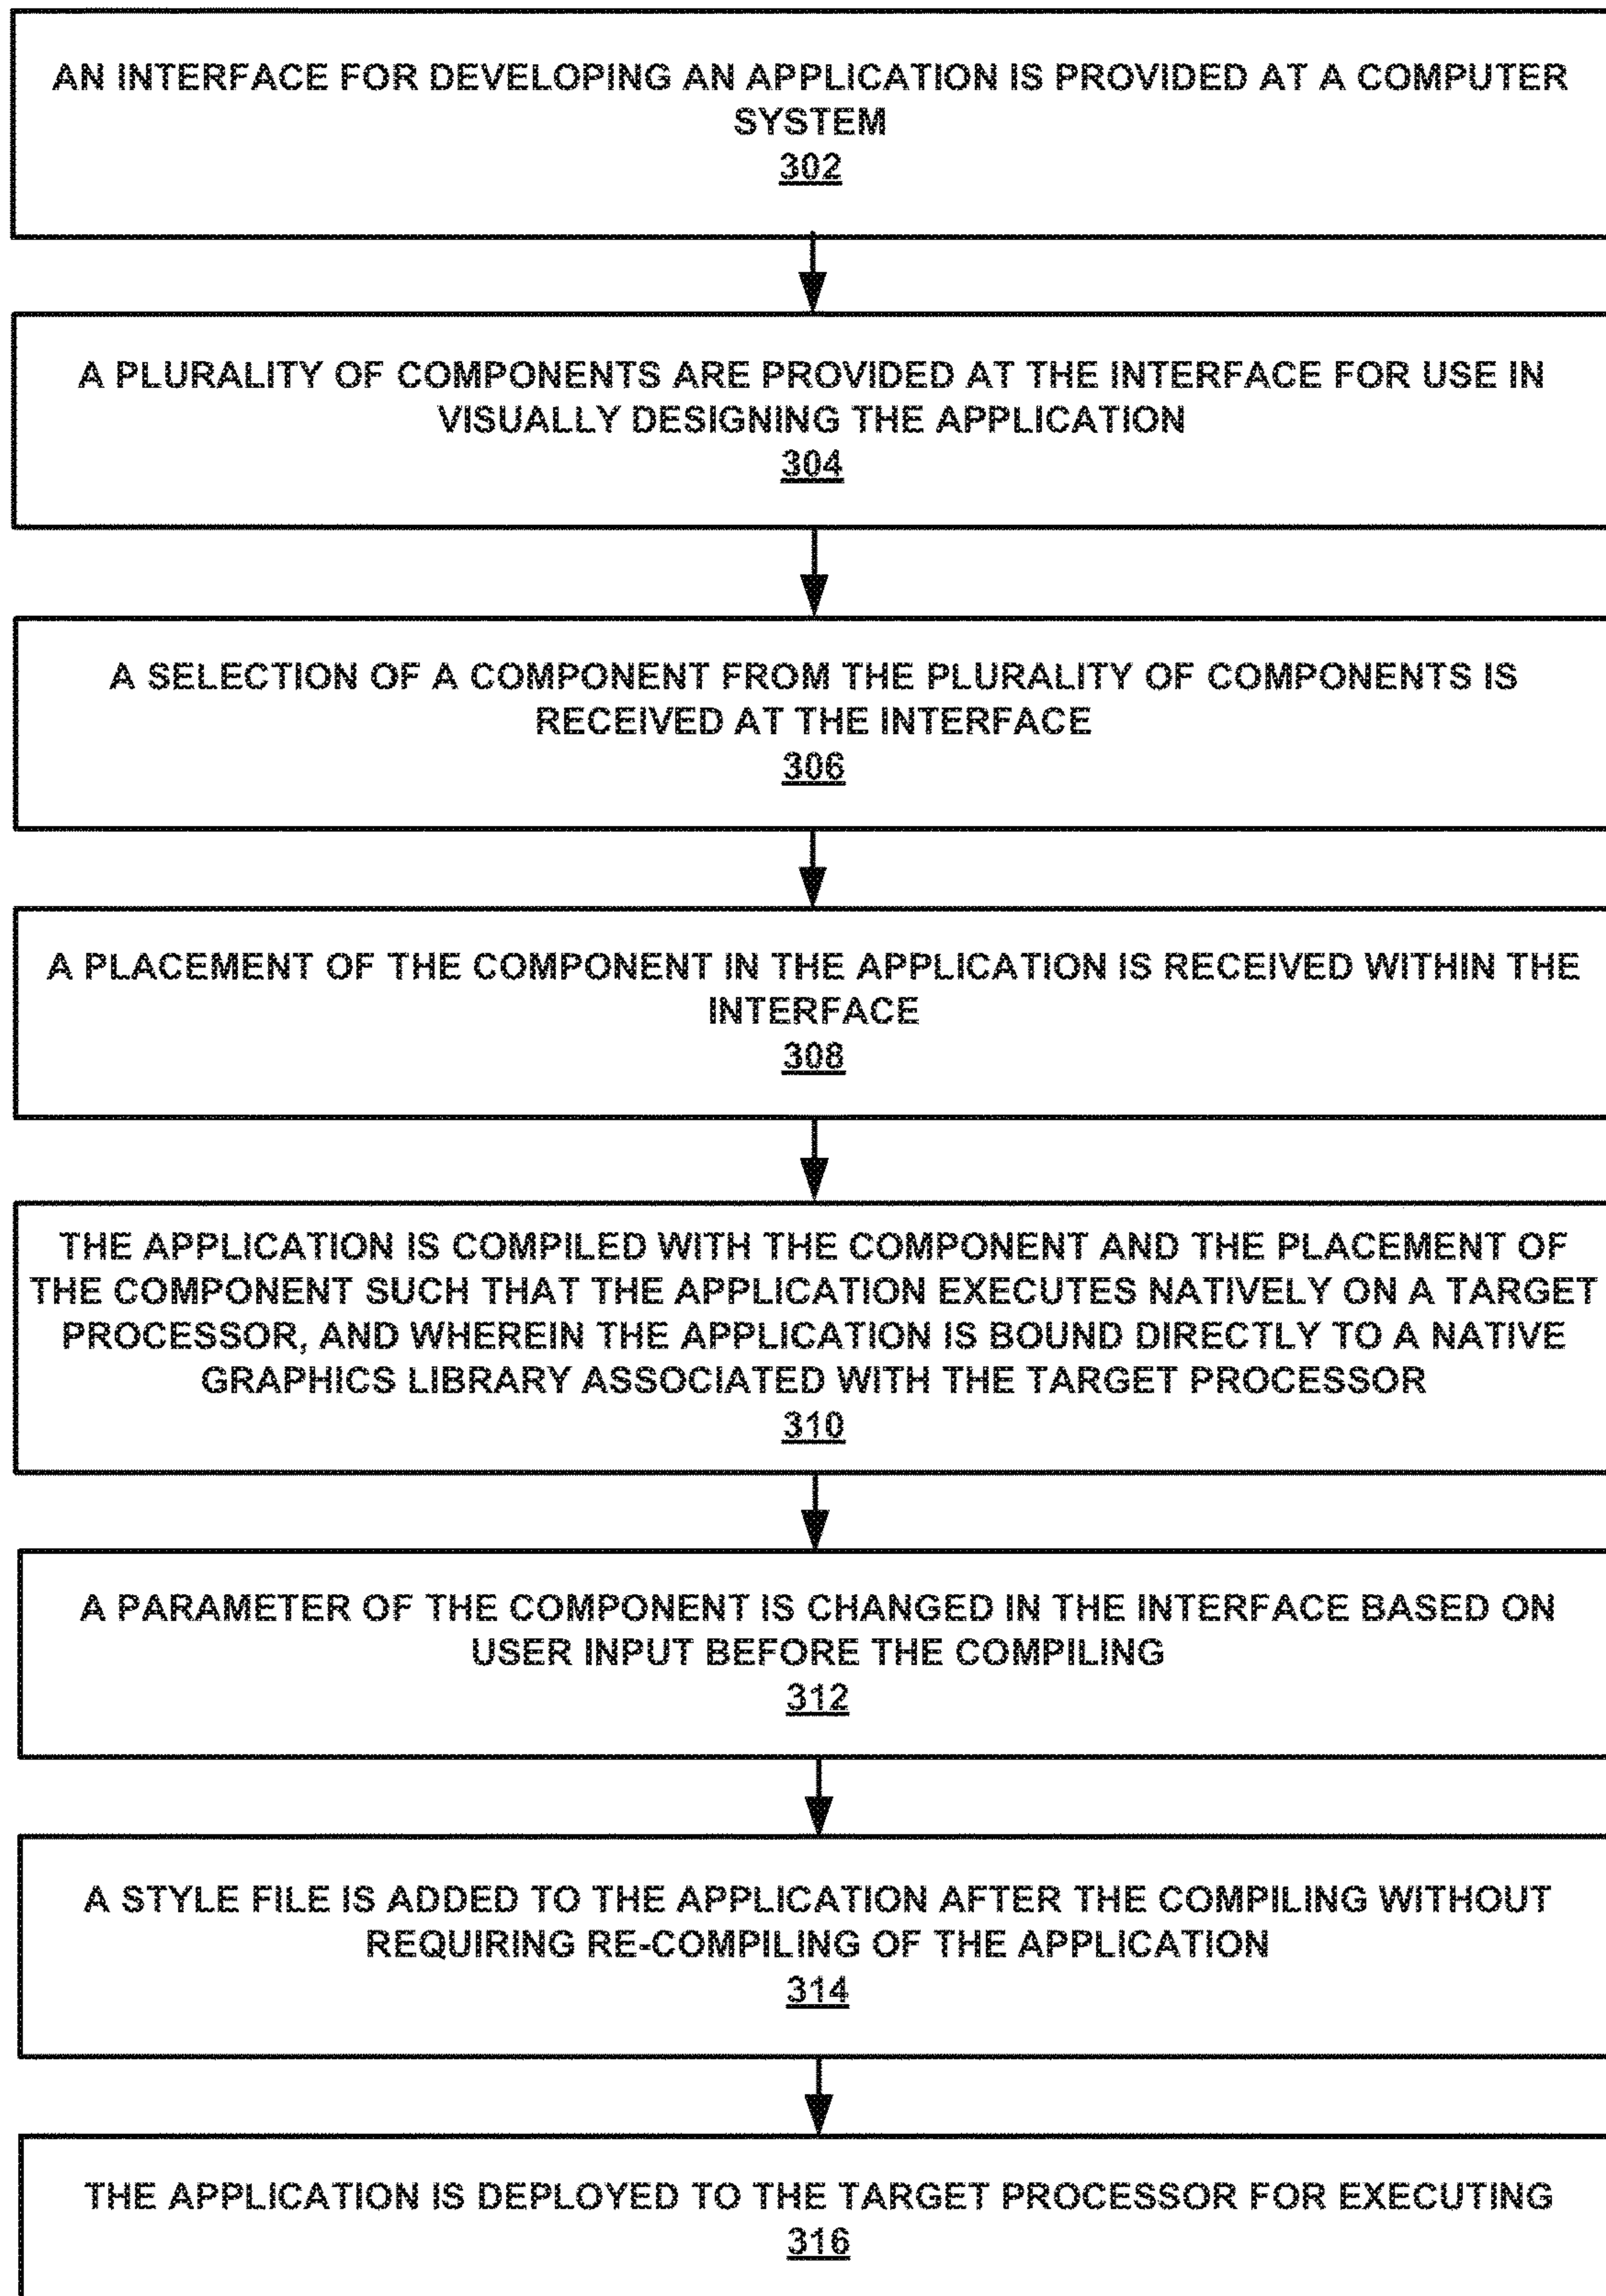 AN INTERFACE FOR DEVELOPING AN APPLICATION IS PROVIDED AT A COMPUTER
SYSTEM
302
A PLURALITY OF COMPONENTS ARE PROVIDED AT THE INTERFACE FOR USE IN
VISUALLY DESIGNING THE APPLICATION
304
A SELECTION OF A COMPONENT FROM THE PLURALITY OF COMPONENTS IS
RECEIVED AT THE INTERFACE
306
A PLACEMENT OF THE COMPONENT IN THE APPLICATION IS RECEIVED WITHIN THE
INTERFACE
308
THE APPLICATION IS COMPILED WITH THE COMPONENT AND THE PLACEMENT OF
THE COMPONENT SUCH THAT THE APPLICATION EXECUTES NATIVELY ON A TARGET
PROCESSOR, AND WHEREIN THE APPLICATION IS BOUND DIRECTLY TO A NATIVE
GRAPHICS LIBRARY ASSOCIATED WITH THE TARGET PROCESSOR
310
A PARAMETER OF THE COMPONENT IS CHANGED IN THE INTERFACE BASED ON
USER INPUT BEFORE THE COMPILING
312
A STYLE FILE IS ADDED TO THE APPLICATION AFTER THE COMPILING WITHOUT
REQUIRING RE-COMPILING OF THE APPLICATION
314
THE APPLICATION IS DEPLOYED TO THE TARGET PROCESSOR FOR EXECUTING
316